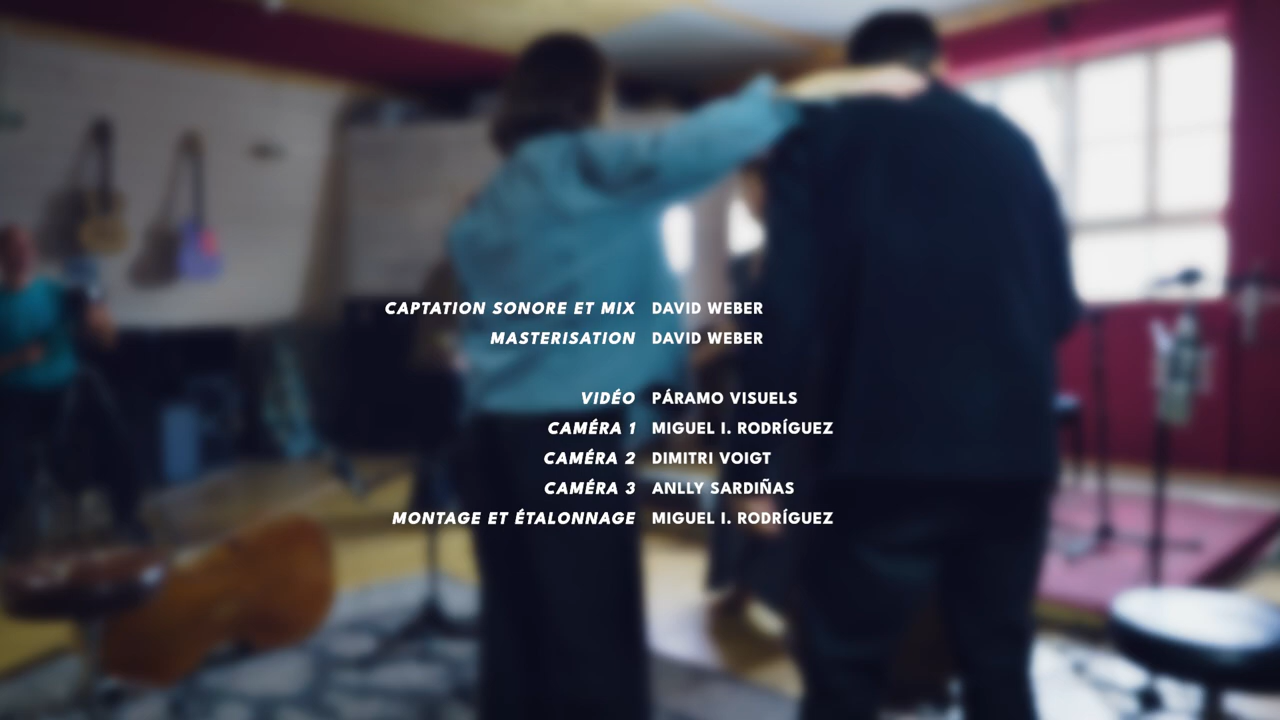 CAPTATION SONORE ET MIX DAVID WEBER
MASTERISATION DAVID WEBER
VIDÉO PÁRAMO VISUELS
CAMÉRA 1 MIGUEL I. RODRÍGUEZ
CAMÉRA 2 DIMITRI VOIGT
CAMÉRA 3 ANLLY SARDIÑAS
MONTAGE ET ÉTALONNAGE MIGUEL I. RODRÍGUEZ